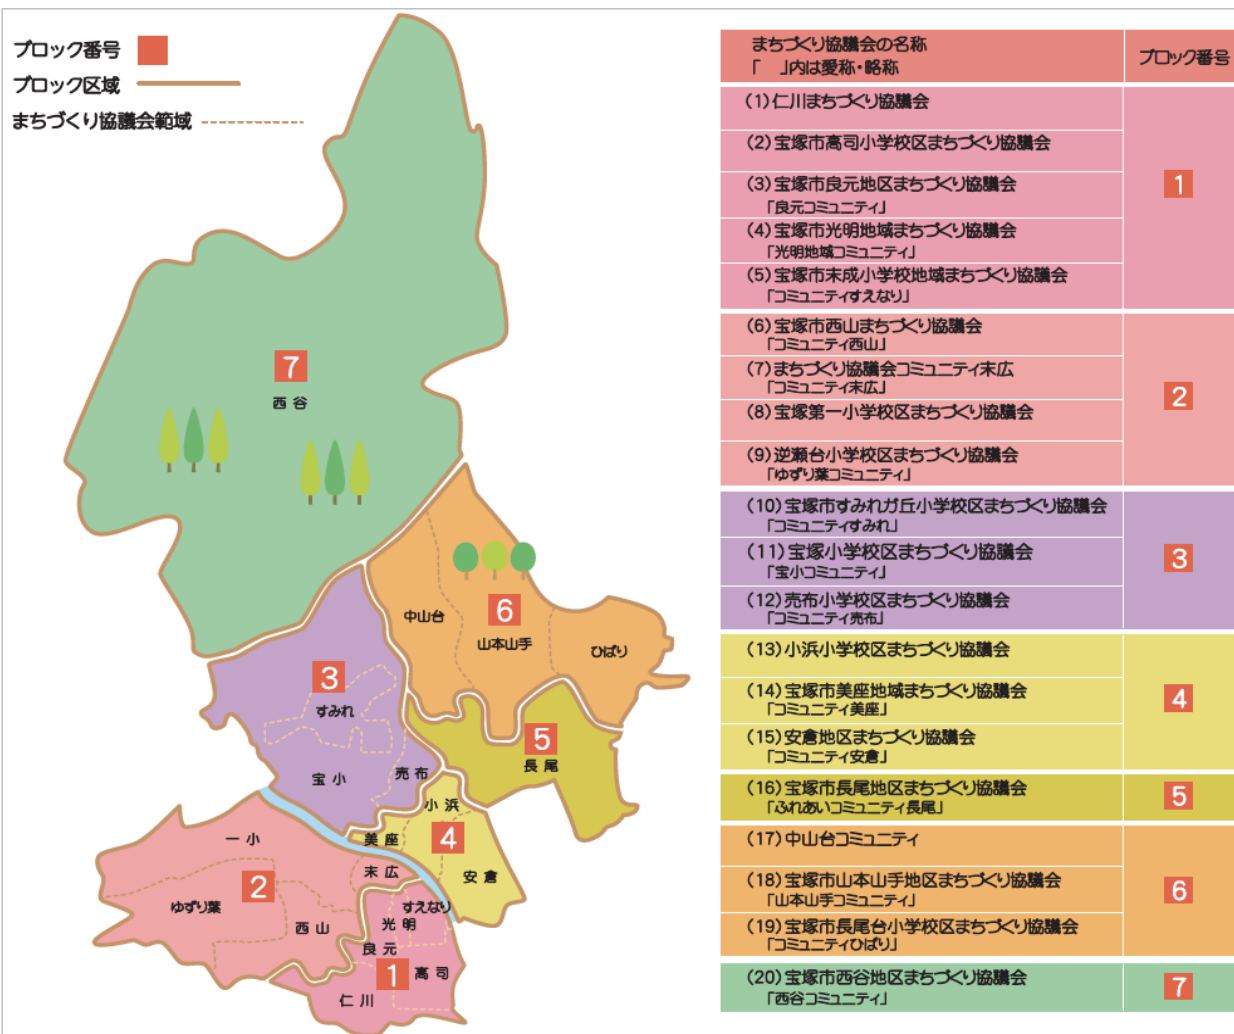 ブロック番号
ブロック区域
まちづくり協議会範域
7
西谷
中山台
6
山本山手
ひばり
3
すみれ
5
長尾
宝小
売布
小浜
美座
4
一小
末広
安倉
2
ゆずり葉
すえなり
光明
西山
良元
1
高司
仁川
まちづくり協議会の名称
「　」内は愛称・略称
ブロック番号
(1)仁川まちづくり協議会
(2)宝塚市高司小学校区まちづくり協議会
(3)宝塚市良元地区まちづくり協議会
「良元コミュニティ」
1
(4)宝塚市光明地域まちづくり協議会
「光明地域コミュニティ」
(5)宝塚市末成小学校地域まちづくり協議会
「コミュニティすえなり」
(6)宝塚市西山まちづくり協議会
「コミュニティ西山」
(7)まちづくり協議会コミュニティ末広
「コミュニティ末広」
2
(8)宝塚第一小学校区まちづくり協議会
(9)逆瀬台小学校区まちづくり協議会
「ゆずり葉コミュニティ」
(10)宝塚市すみれガ丘小学校区まちづくり協議会
「コミュニティすみれ」
(11)宝塚小学校区まちづくり協議会
「宝小コミュニティ」
3
(12)売布小学校区まちづくり協議会
「コミュニティ売布」
(13)小浜小学校区まちづくり協議会
(14)宝塚市美座地域まちづくり協議会
「コミュニティ美座」
4
(15)安倉地区まちづくり協議会
「コミュニティ安倉」
(16)宝塚市長尾地区まちづくり協議会
「ふれあいコミュニティ長尾」
5
(17)中山台コミュニティ
(18)宝塚市山本山手地区まちづくり協議会
「山本山手コミュニティ」
6
(19)宝塚市長尾台小学校区まちづくり協議会
「コミュニティひばり」
(20)宝塚市西谷地区まちづくり協議会
「西谷コミュニティ」
7